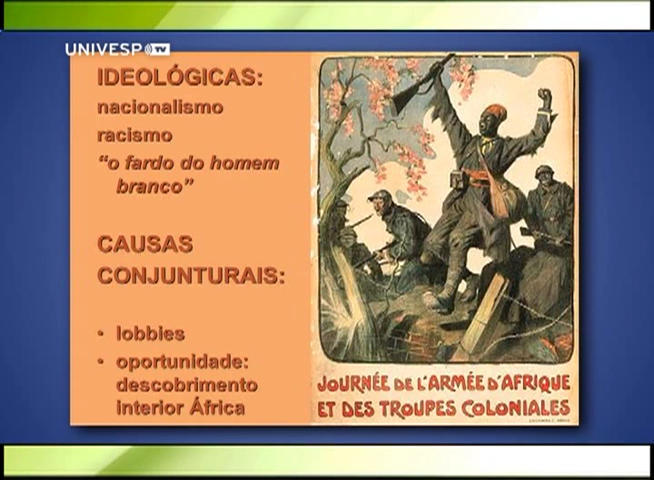 UNIVESP TV
IDEOLÓGICAS:
nacionalismo
racismo
“o fardo do homem
branco”
CAUSAS
CONJUNTURAIS:
• lobbies
• oportunidade:
descobrimento
interior África
JOURNÉE DE L'ARMÉE D'AFRIQUE
ET DES TROUPES COLONIALES